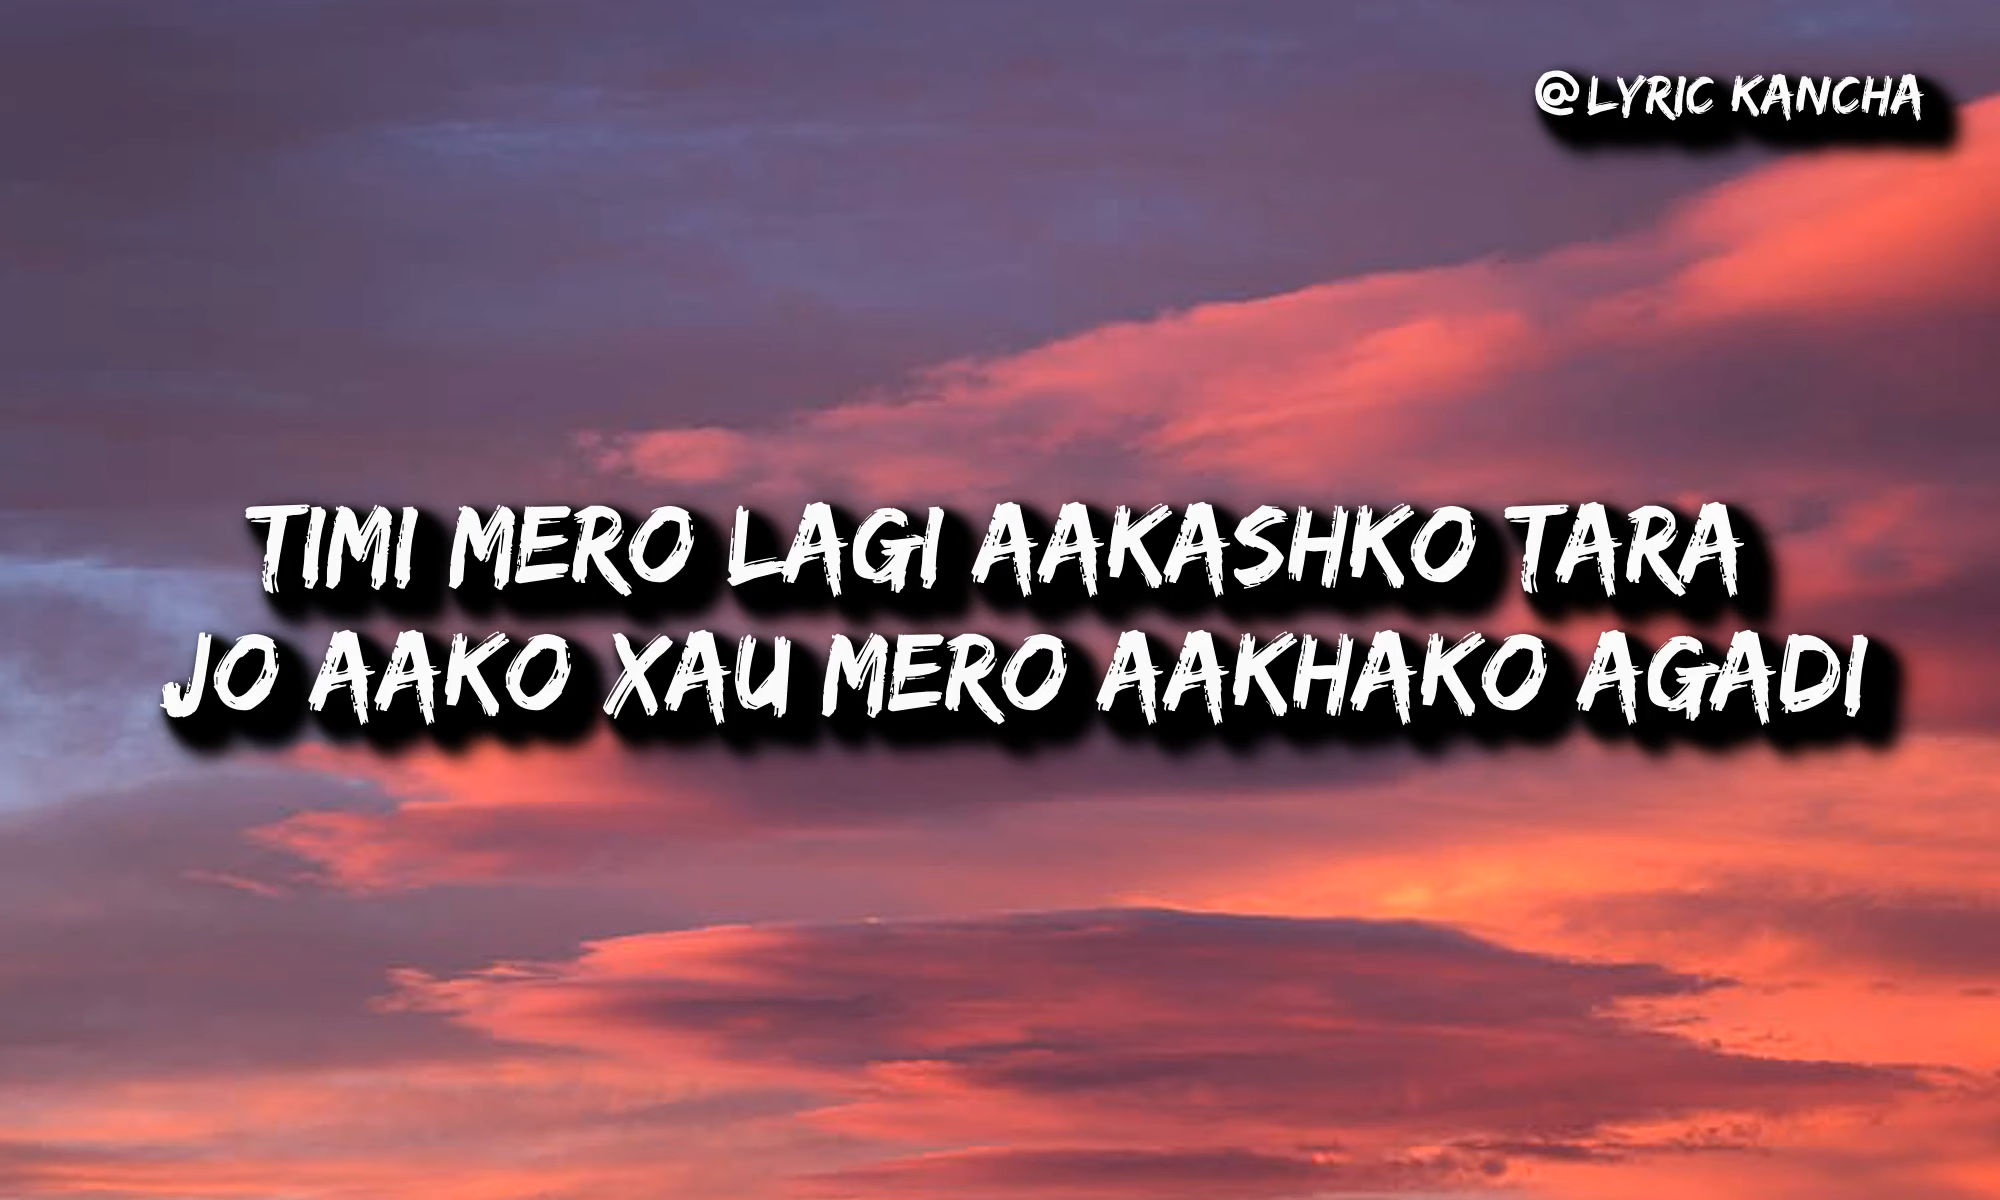 @LYRIC KANCHA
TIMI MERO LAGI AAKASHKO TARA
JO AAKO XAU MERO AAKHAKO AGADI